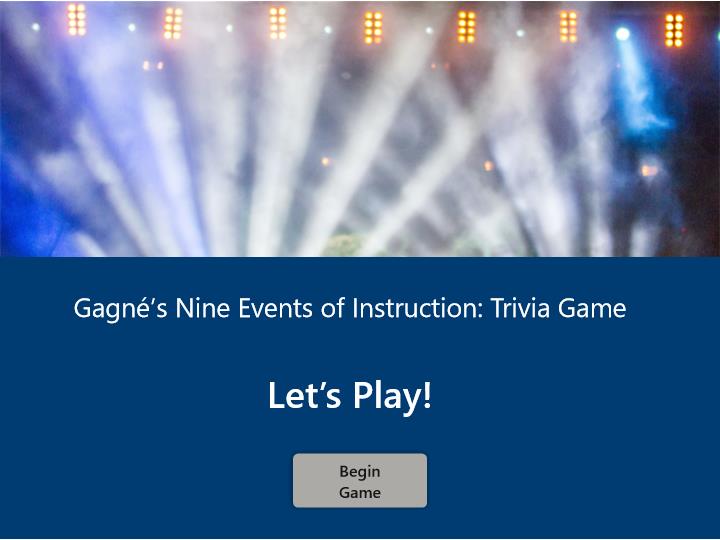 Gagné’s Nine Events of Instruction: Trivia Game
Let’s Play!
Begin
Game